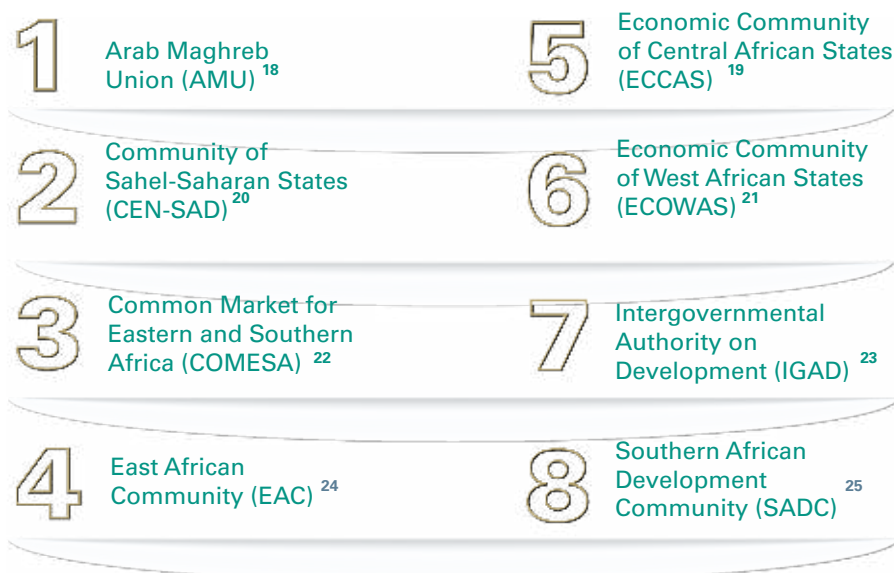 1
Arab Maghreb
Union (AMU) 18
2
Community of
Sahel-Saharan States
(CEN-SAD) 20
3
Common Market for
Eastern and Southern
Africa (COMESA) 22
4
East African
Community (EAC) 24
5
Economic Community
of Central African States
(ECCAS) 19
6
Economic Community
of West African States
(ECOWAS) 21
7
Intergovernmental
Authority on
Development (IGAD) 23
8
Southern African
Development
Community (SADC) 25